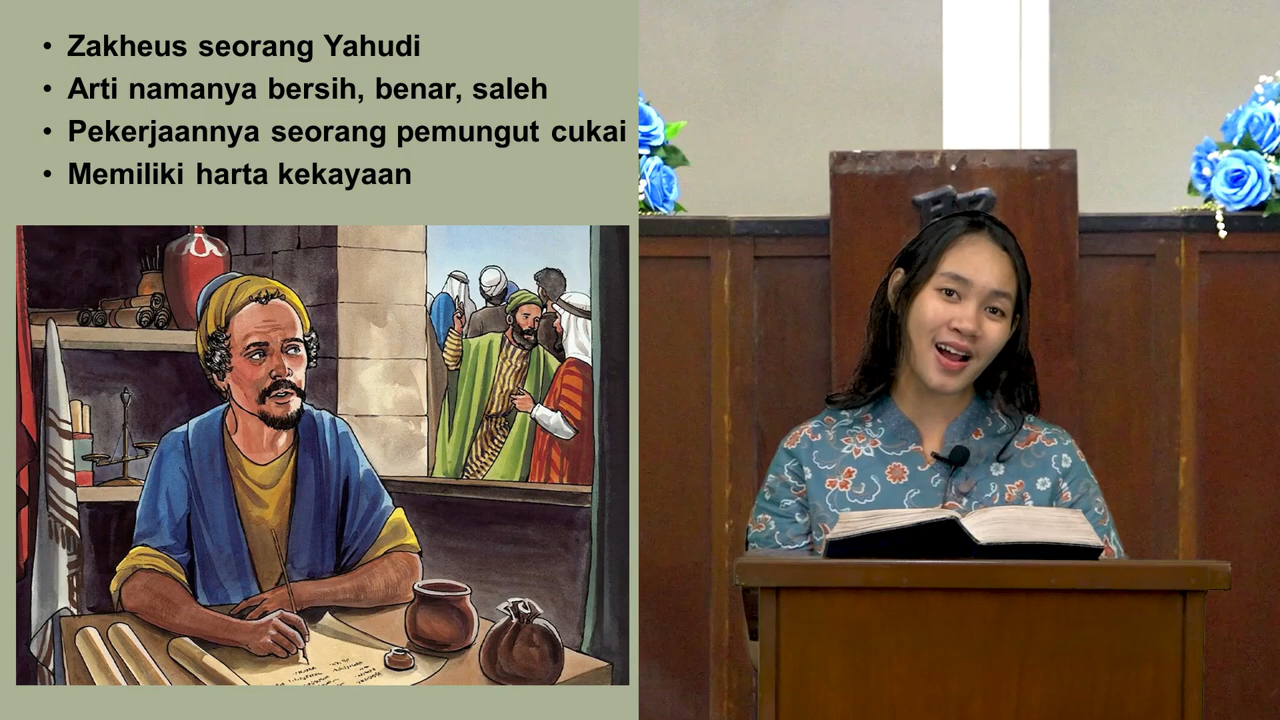 • Zakheus seorang Yahudi
• Arti namanya bersih, benar, saleh
• Pekerjaannya seorang pemungut cukai
• Memiliki harta kekayaan